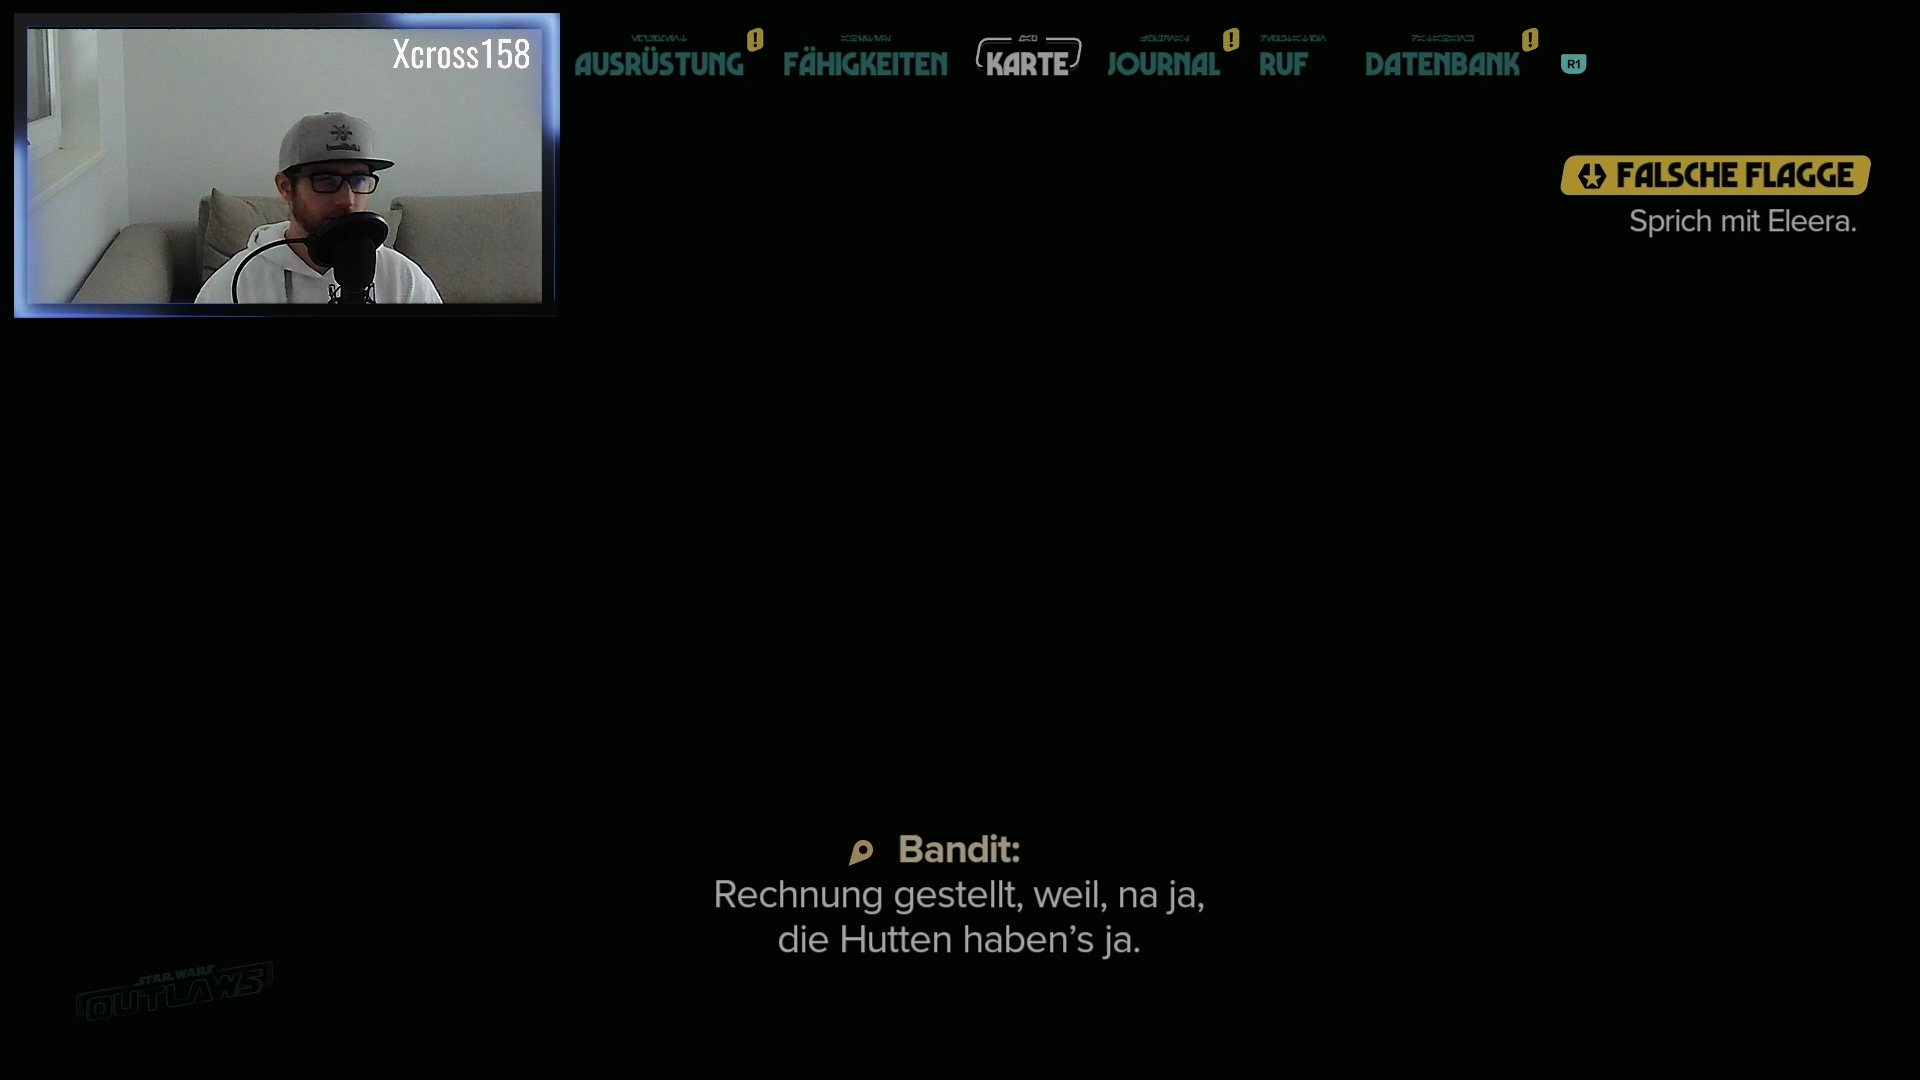 Xcross158
AUSRÜSTUNG ! FÄHIGKEITEN KARTE JOURNAL ! RUF DATENBANK ! R1
FALSCHE FLAGGE
Sprich mit Eleera.
Bandit:
Rechnung gestellt, weil, na ja,
die Hutten haben’s ja.
STAR WARS
OUTLAWS